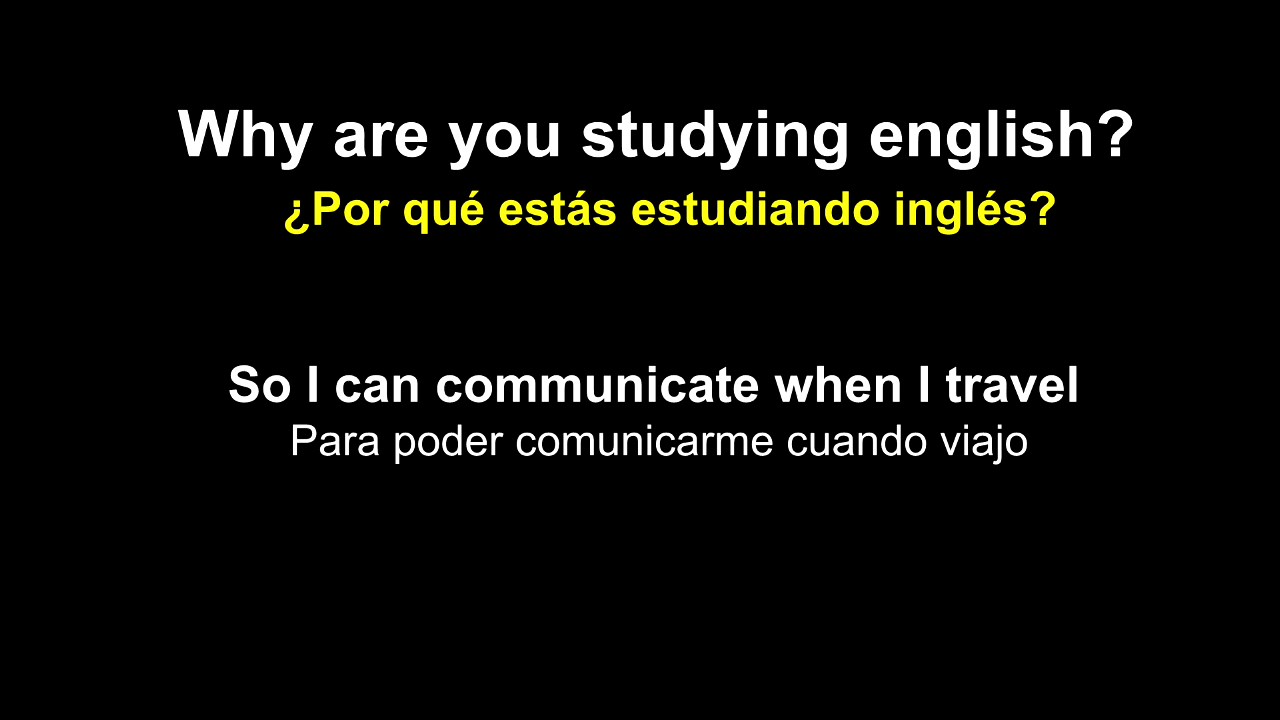 Why are you studying english?
¿Por qué estás estudiando inglés?
So I can communicate when I travel
Para poder comunicarme cuando viajo